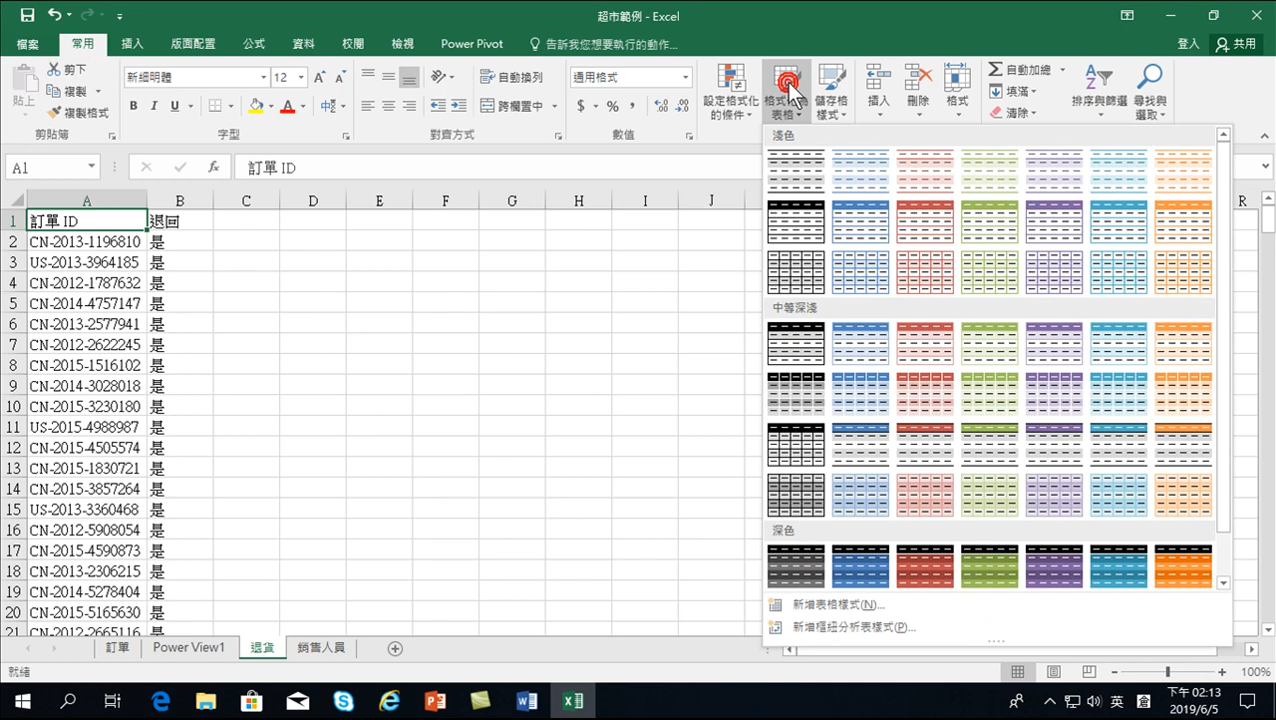 超市範例 - Excel
檔案 常用 插入 版面配置 公式 資料 校閱 檢視 Power Pivot 告訴我您想要執行的動作... 登入 共用
貼上 剪下 複製 複製格式
新細明體 12
B I U A
自動換列
跨欄置中
通用格式
$ % ,
設定格式化的條件 格式化為表格 儲存格樣式
插入 刪除 格式
自動加總 填滿 清除
排序與篩選 尋找與選取
剪貼簿 字型 對齊方式 數值
A1 fx 訂單 ID
A B C D E F G H I J R
1 訂單 ID 退回
2 CN-2013-1196810 是
3 US-2013-3964185 是
4 CN-2012-1787632 是
5 CN-2014-4757147 是
6 CN-2013-2577941 是
7 CN-2012-2622245 是
8 CN-2015-1516102 是
9 CN-2014-3028018 是
10 CN-2015-3230180 是
11 US-2015-4988987 是
12 CN-2015-4505574 是
13 CN-2015-1830721 是
14 CN-2015-3857264 是
15 US-2013-3360468 是
16 CN-2012-5908054 是
17 CN-2015-4590873 是
18 CN-2013-2306215 是
19 CN-2014-5278404 是
20 CN-2015-5165630 是
21 CN-2012-2665116 是
淺色
中等深淺
深色
新增表格樣式(N)...
新增樞紐分析表樣式(P)...
訂單 Power View1 退貨 銷售人員
就緒 100%
英 下午 02:13
2019/6/5